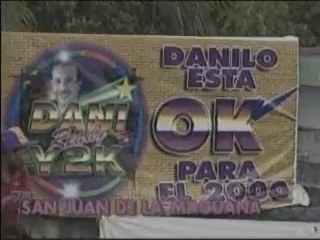 DANI
Y2K
DANILO
ESTA
OK
PARA
EL 2000
SAN JUAN DE LA MAGUANA